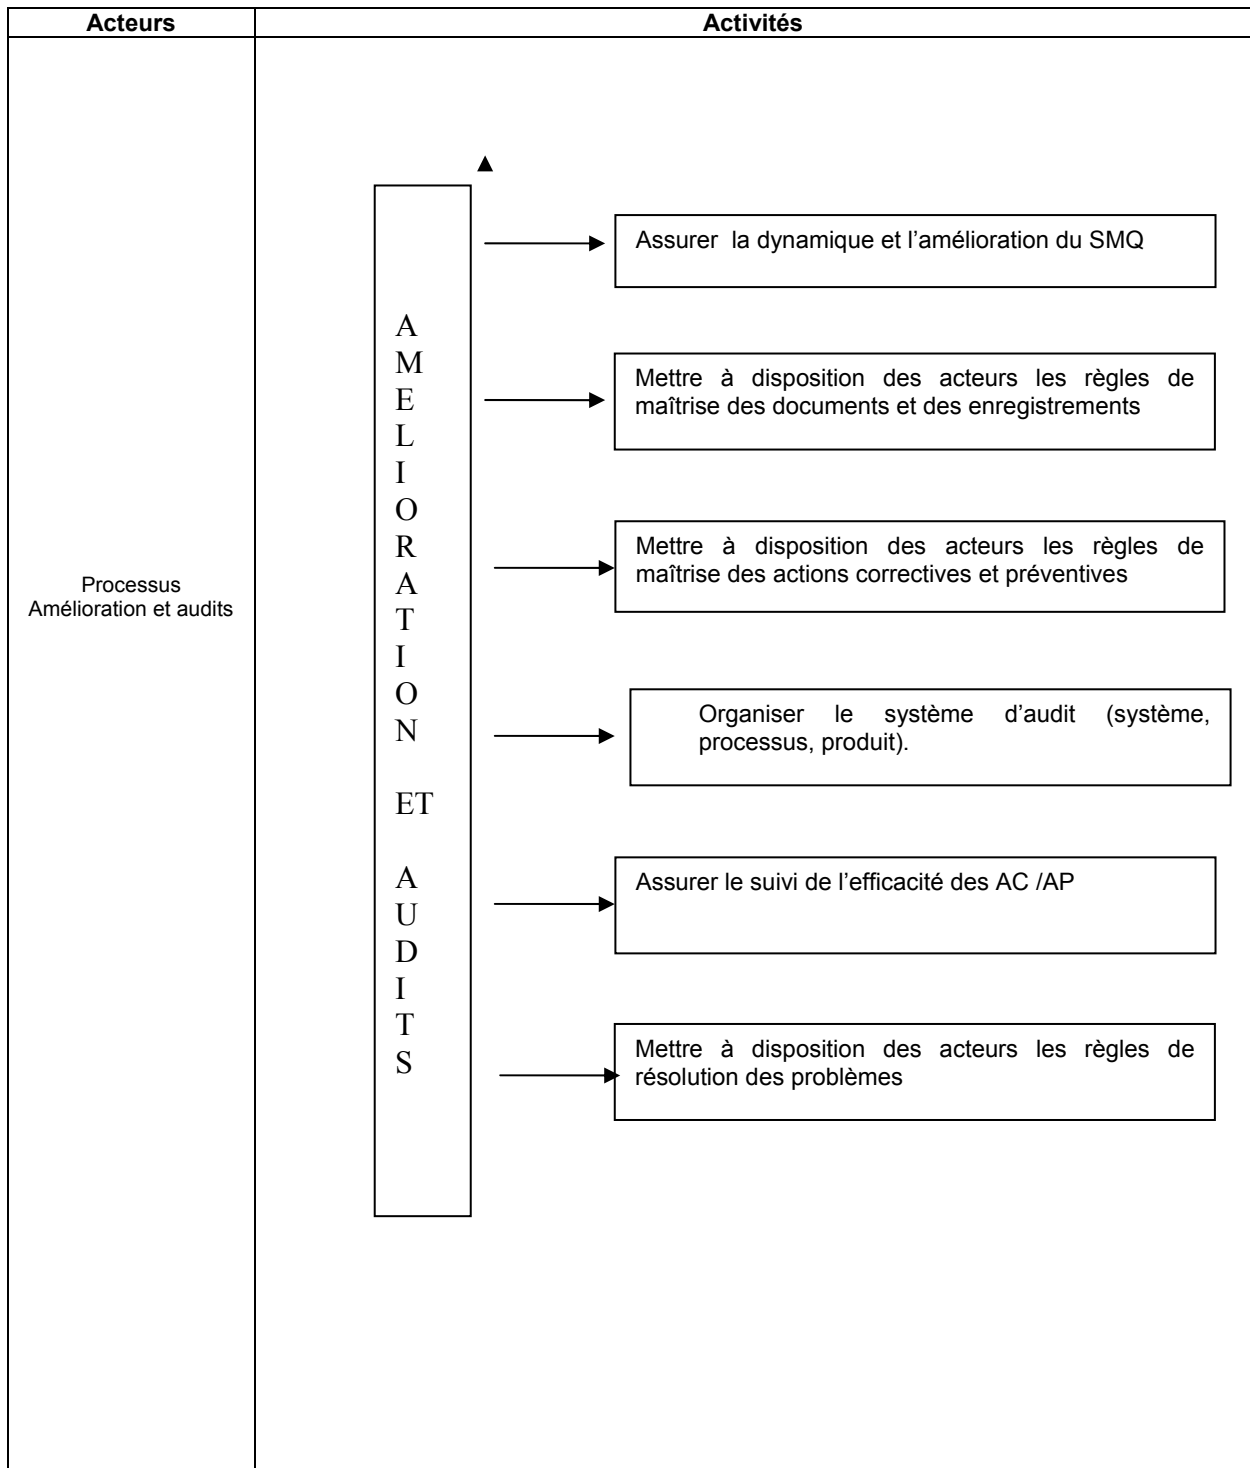 Acteurs
Activités
Processus
Amélioration et audits
A
M
E
L
I
O
R
A
T
I
O
N
ET
A
U
D
I
T
S
Assurer la dynamique et l’amélioration du SMQ
Mettre à disposition des acteurs les règles de
maîtrise des documents et des enregistrements
Mettre à disposition des acteurs les règles de
maîtrise des actions correctives et préventives
Organiser le système d’audit (système,
processus, produit).
Assurer le suivi de l’efficacité des AC /AP
Mettre à disposition des acteurs les règles de
résolution des problèmes